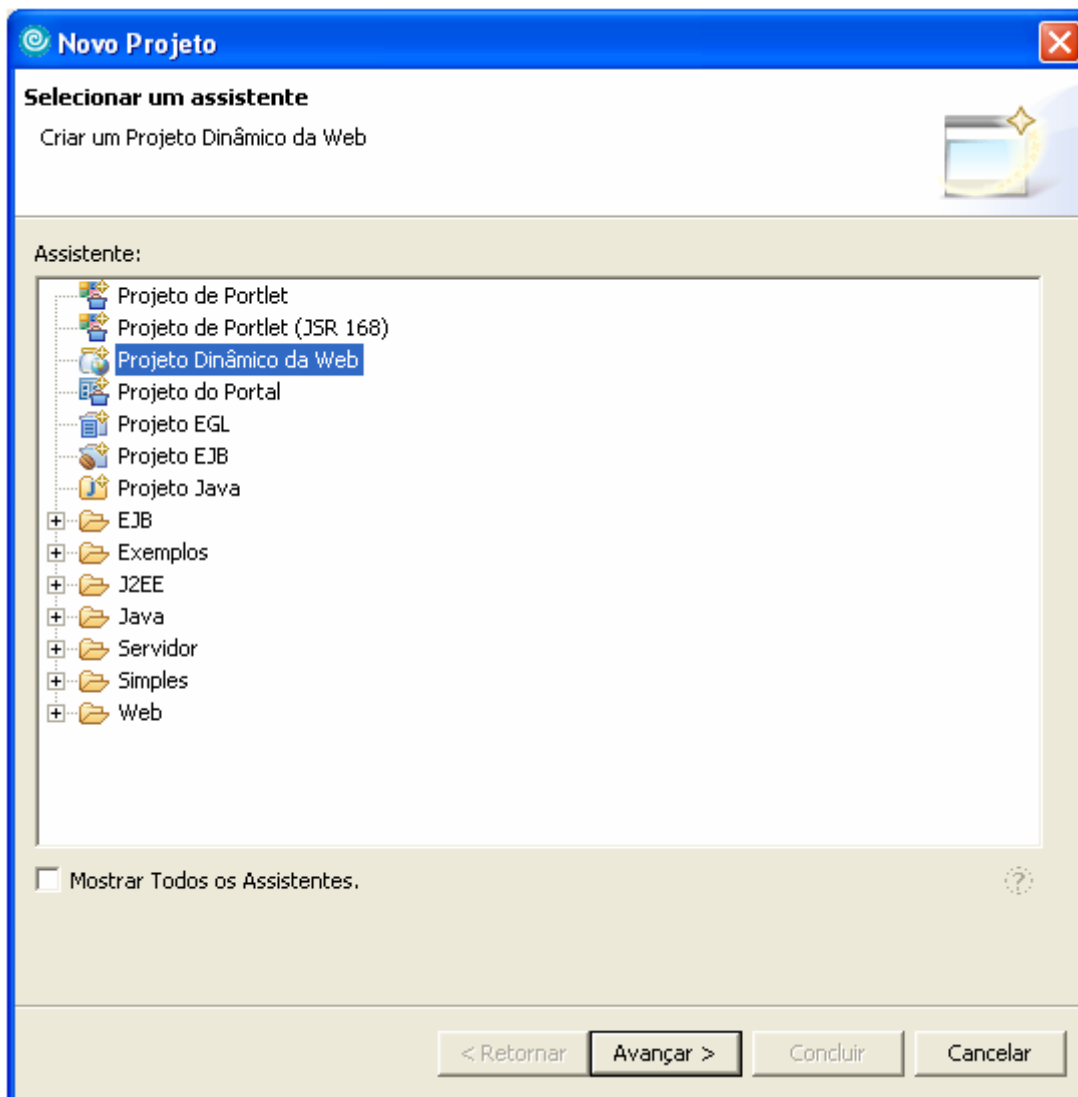 Novo Projeto
Selecionar um assistente
Criar um Projeto Dinâmico da Web
Assistente:
Projeto de Portlet
Projeto de Portlet (JSR 168)
Projeto Dinâmico da Web
Projeto do Portal
Projeto EGL
Projeto EJB
Projeto Java
EJB
Exemplos
J2EE
Java
Servidor
Simples
Web
Mostrar Todos os Assistentes.
< Retornar Avançar > Concluir Cancelar